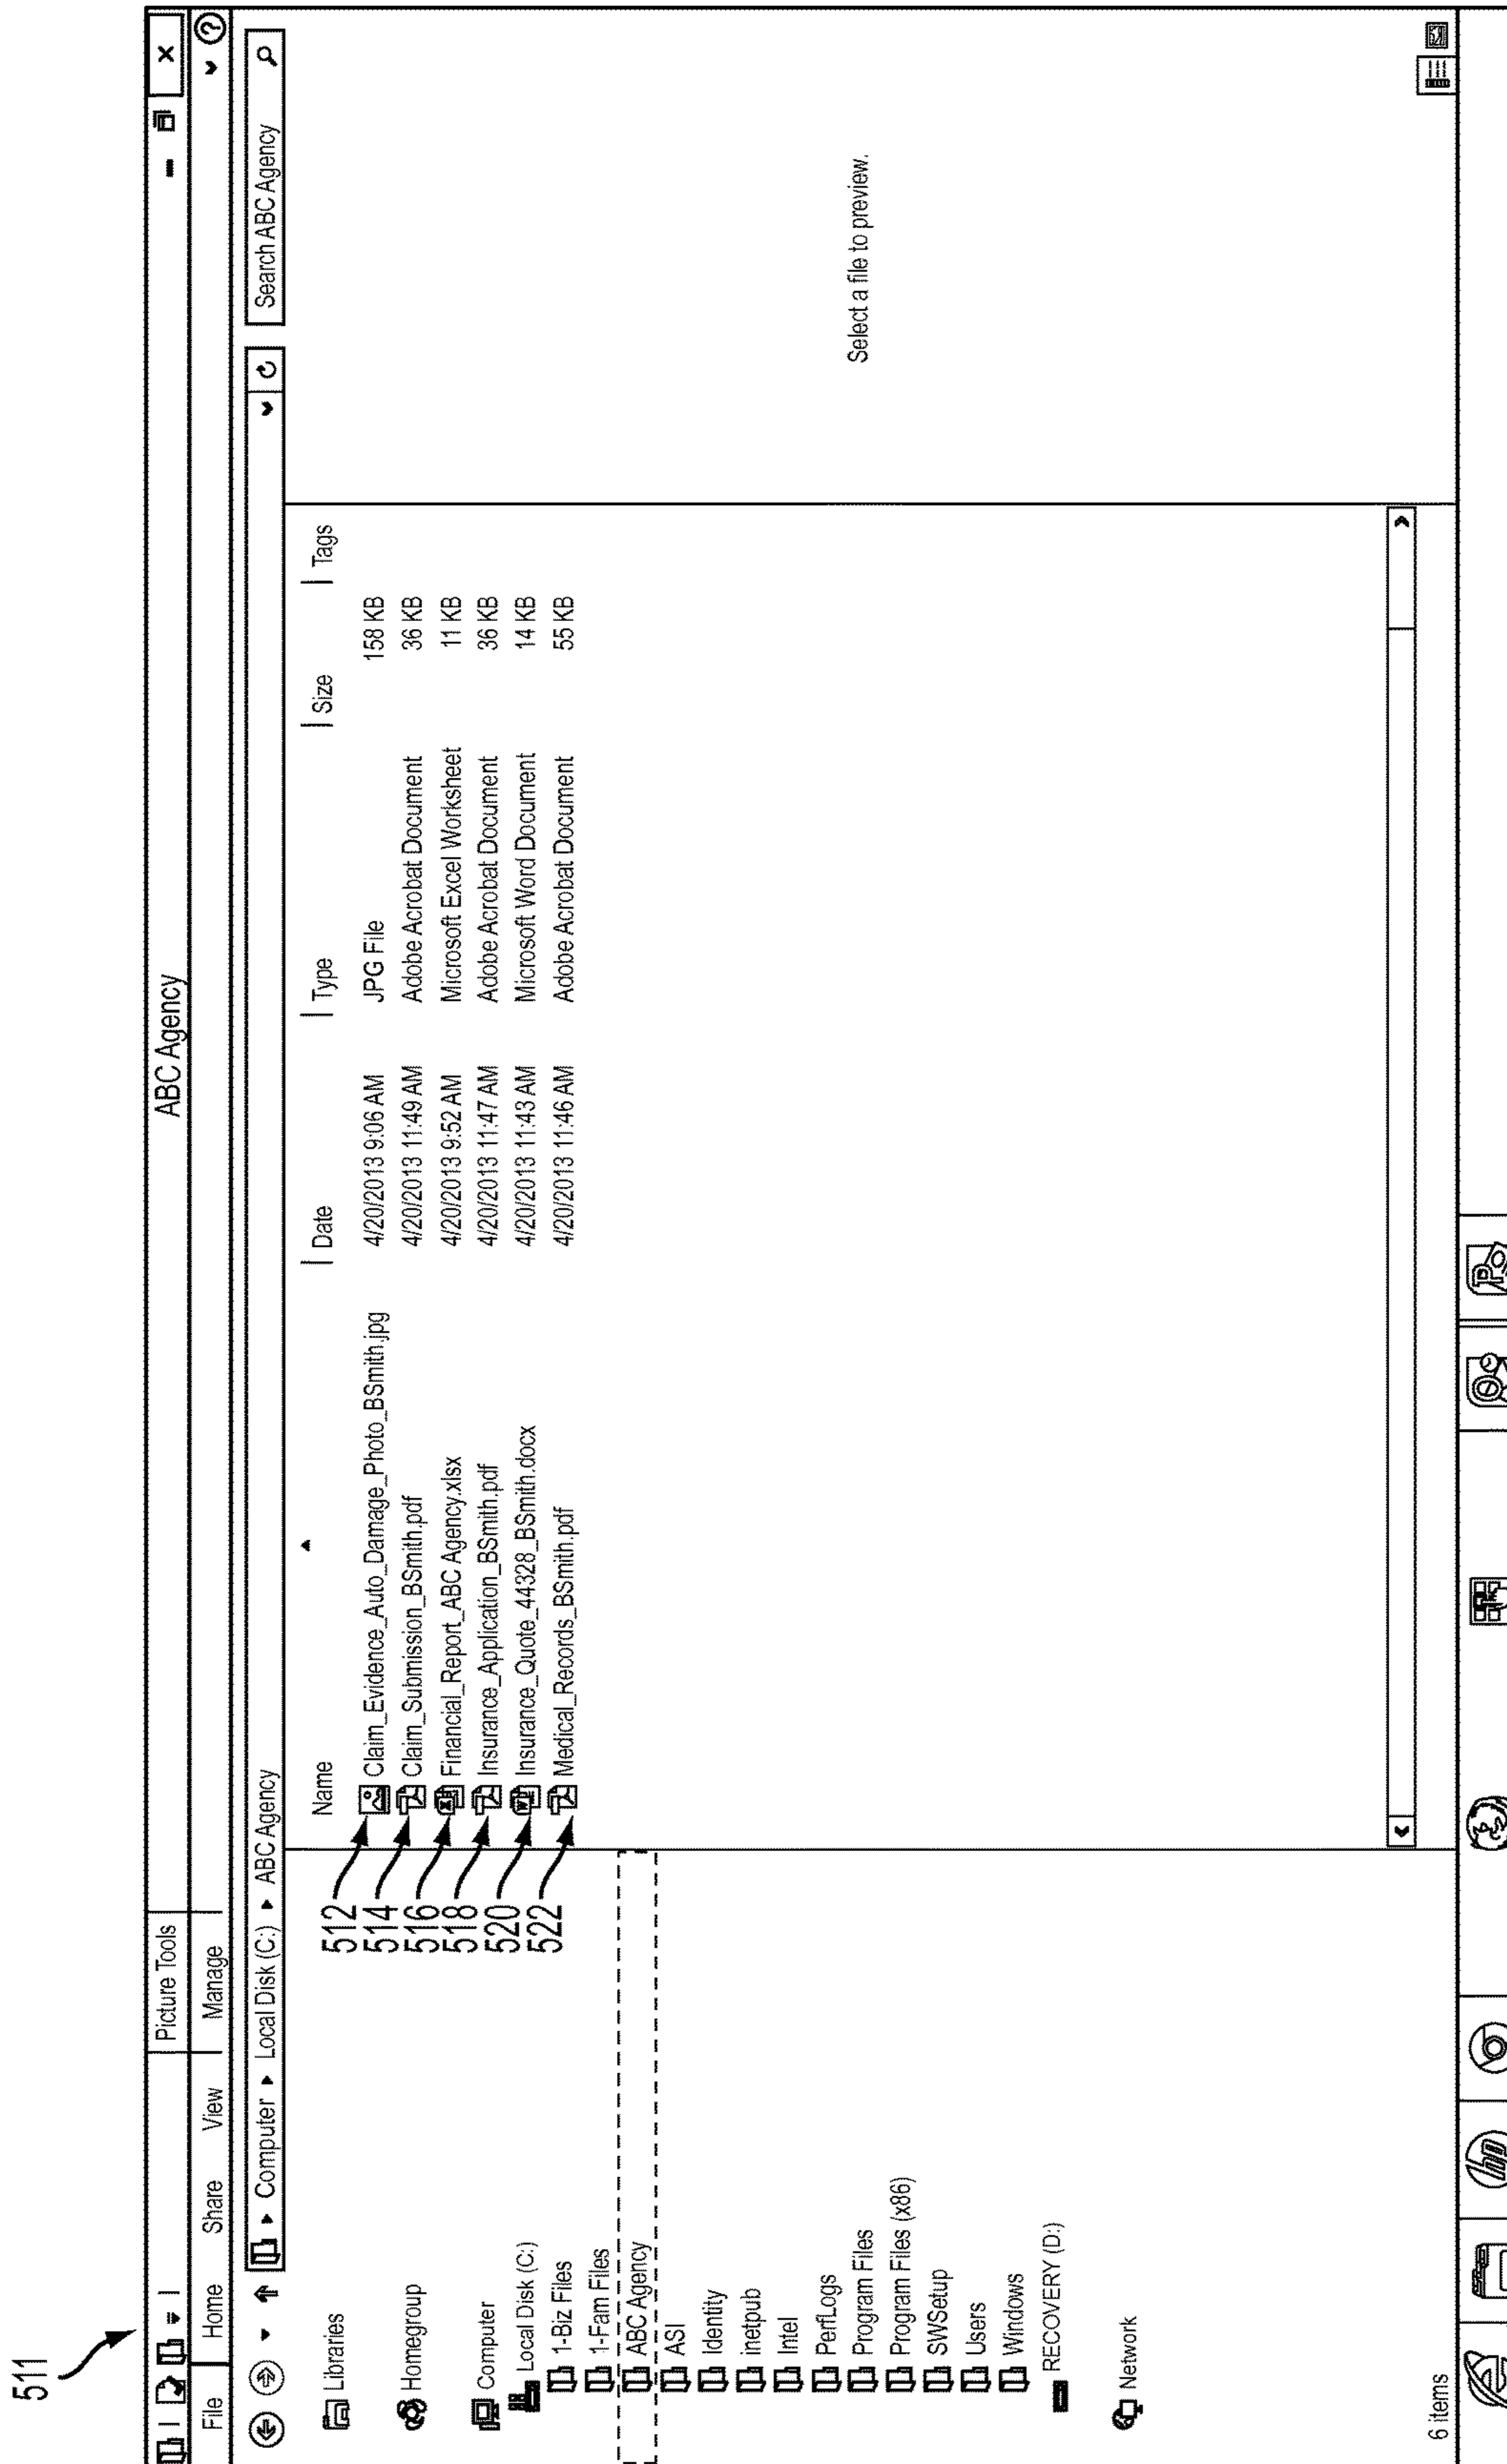 511
Picture Tools
ABC Agency
File Home Share View Manage
Computer Local Disk (C:) ABC Agency
Search ABC Agency
Libraries
Homegroup
Computer
Local Disk (C:)
1-Biz Files
1-Fam Files
ABC Agency
ASI
Identity
inetpub
Intel
PerfLogs
Program Files
Program Files (x86)
SWSetup
Users
Windows
RECOVERY (D:)
Network
Name Date Type Size Tags
512 Claim_Evidence_Auto_Damage_Photo_BSmith.jpg 4/20/2013 9:06 AM JPG File 158 KB
514 Claim_Submission_BSmith.pdf 4/20/2013 11:49 AM Adobe Acrobat Document 36 KB
516 Financial_Report_ABC Agency.xlsx 4/20/2013 9:52 AM Microsoft Excel Worksheet 11 KB
518 Insurance_Application_BSmith.pdf 4/20/2013 11:47 AM Adobe Acrobat Document 36 KB
520 Insurance_Quote_44328_BSmith.docx 4/20/2013 11:43 AM Microsoft Word Document 14 KB
522 Medical_Records_BSmith.pdf 4/20/2013 11:46 AM Adobe Acrobat Document 55 KB
Select a file to preview.
6 items
hp